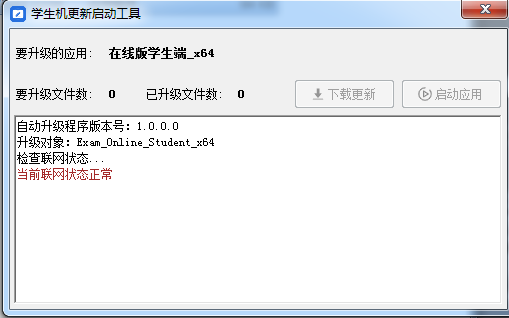 学生机更新启动工具
要升级的应用： 在线版学生端_x64
要升级文件数： 0 已升级文件数： 0 下载更新 启动应用
自动升级程序版本号：1.0.0.0
升级对象：Exam_Online_Student_x64
检查联网状态...
当前联网状态正常